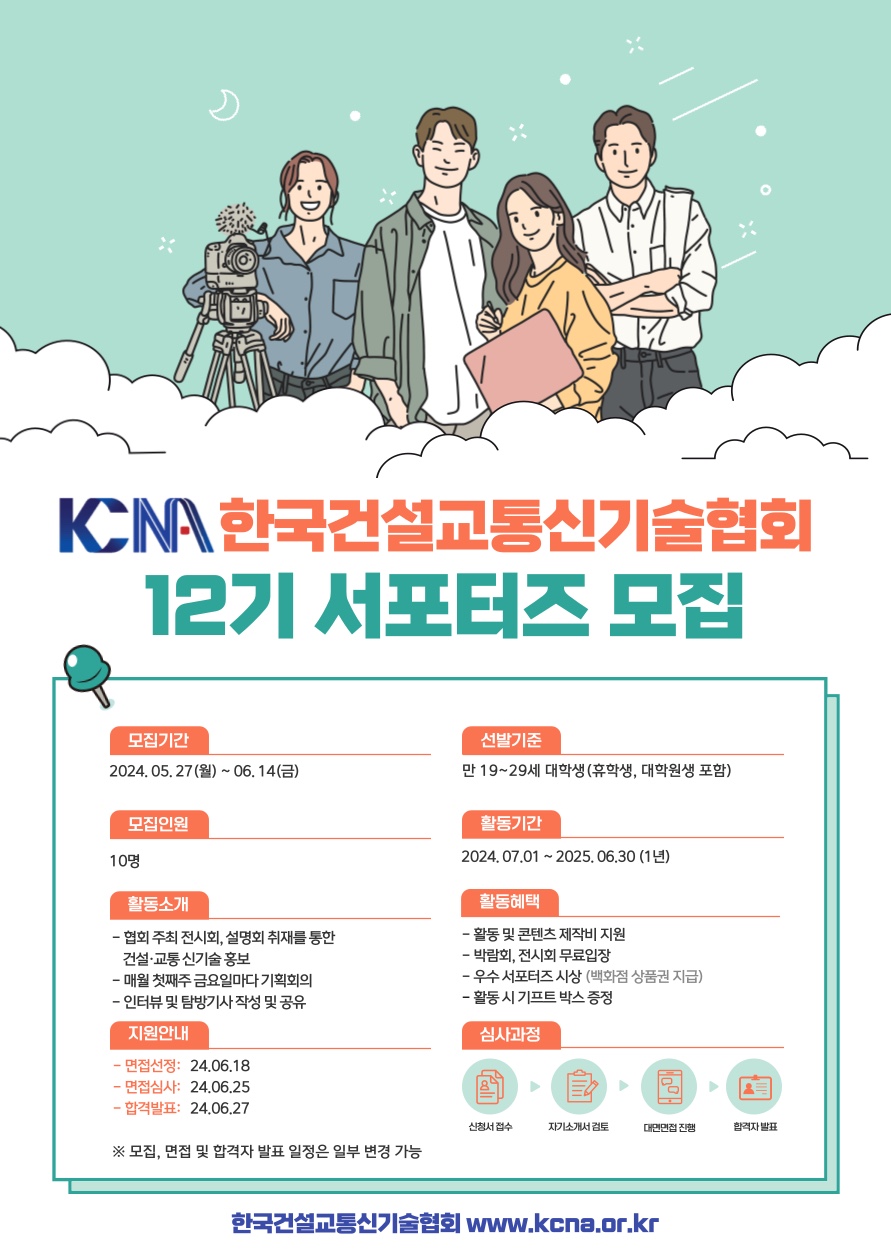 KCNA 한국건설교통신기술협회
12기 서포터즈 모집
모집기간
2024. 05. 27(월) ~ 06. 14(금)
선발기준
만 19~29세 대학생(휴학생, 대학원생 포함)
모집인원
10명
활동기간
2024. 07.01 ~ 2025. 06.30 (1년)
활동소개
- 협회 주최 전시회, 설명회 취재를 통한
건설·교통 신기술 홍보
- 매월 첫째주 금요일마다 기획회의
- 인터뷰 및 탐방기사 작성 및 공유
활동혜택
- 활동 및 콘텐츠 제작비 지원
- 박람회, 전시회 무료입장
- 우수 서포터즈 시상 (백화점 상품권 지급)
- 활동 시 기프트 박스 증정
지원안내
- 면접선정: 24.06.18
- 면접심사: 24.06.25
- 합격발표: 24.06.27
※ 모집, 면접 및 합격자 발표 일정은 일부 변경 가능
심사과정
신청서 접수
자기소개서 검토
대면면접 진행
합격자 발표
한국건설교통신기술협회 www.kcna.or.kr